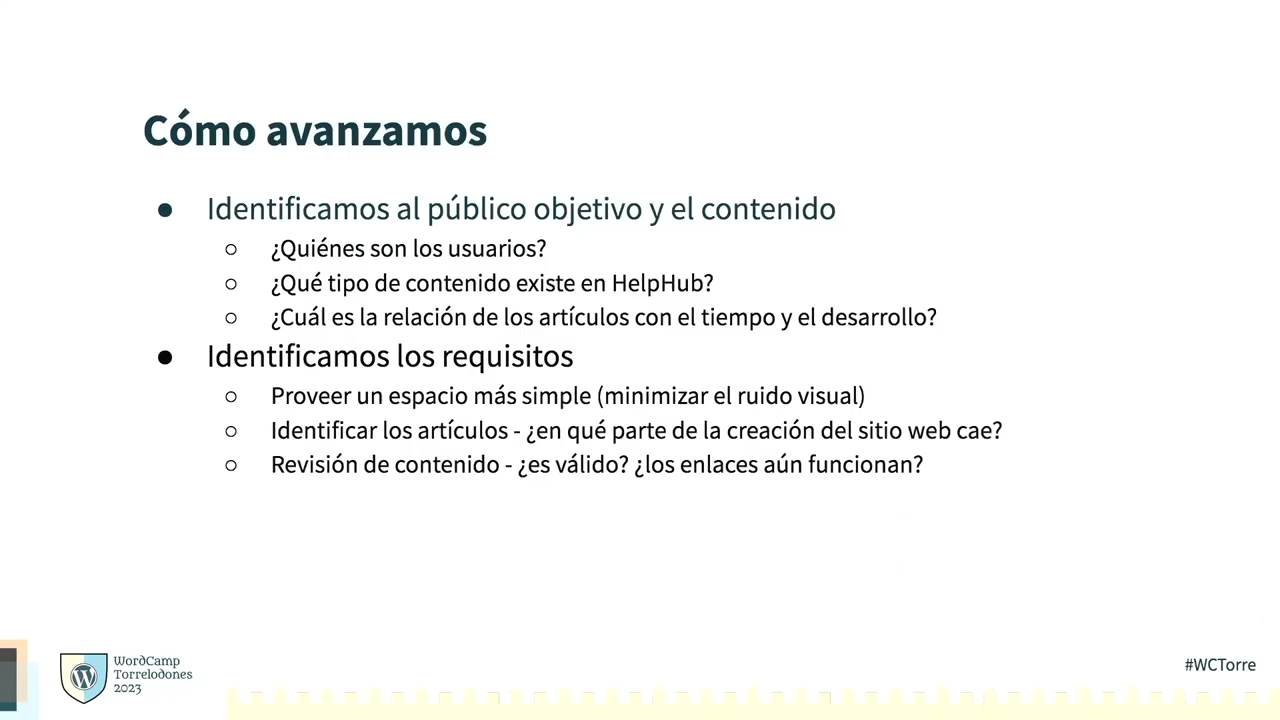 Cómo avanzamos
● Identificamos al público objetivo y el contenido
○ ¿Quiénes son los usuarios?
○ ¿Qué tipo de contenido existe en HelpHub?
○ ¿Cuál es la relación de los artículos con el tiempo y el desarrollo?
● Identificamos los requisitos
○ Proveer un espacio más simple (minimizar el ruido visual)
○ Identificar los artículos - ¿en qué parte de la creación del sitio web cae?
○ Revisión de contenido - ¿es válido? ¿los enlaces aún funcionan?
WordCamp
Torrelodones
2023
#WCTorre